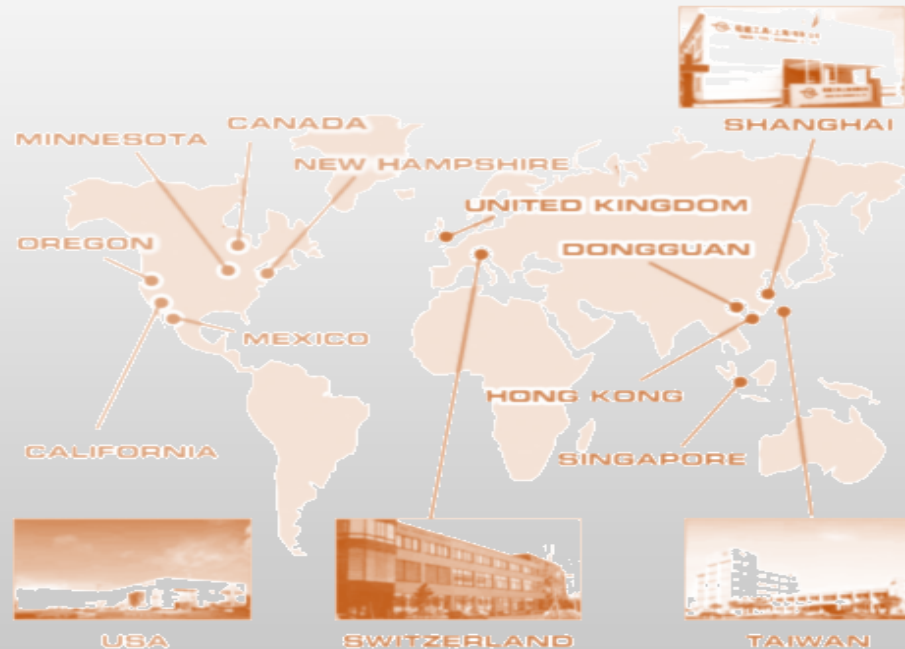 SHANGHAI
CANADA
MINNESOTA
NEW HAMPSHIRE
UNITED KINGDOM
OREGON
DONGGUAN
MEXICO
HONG KONG
CALIFORNIA
SINGAPORE
USA
SWITZERLAND
TAIWAN